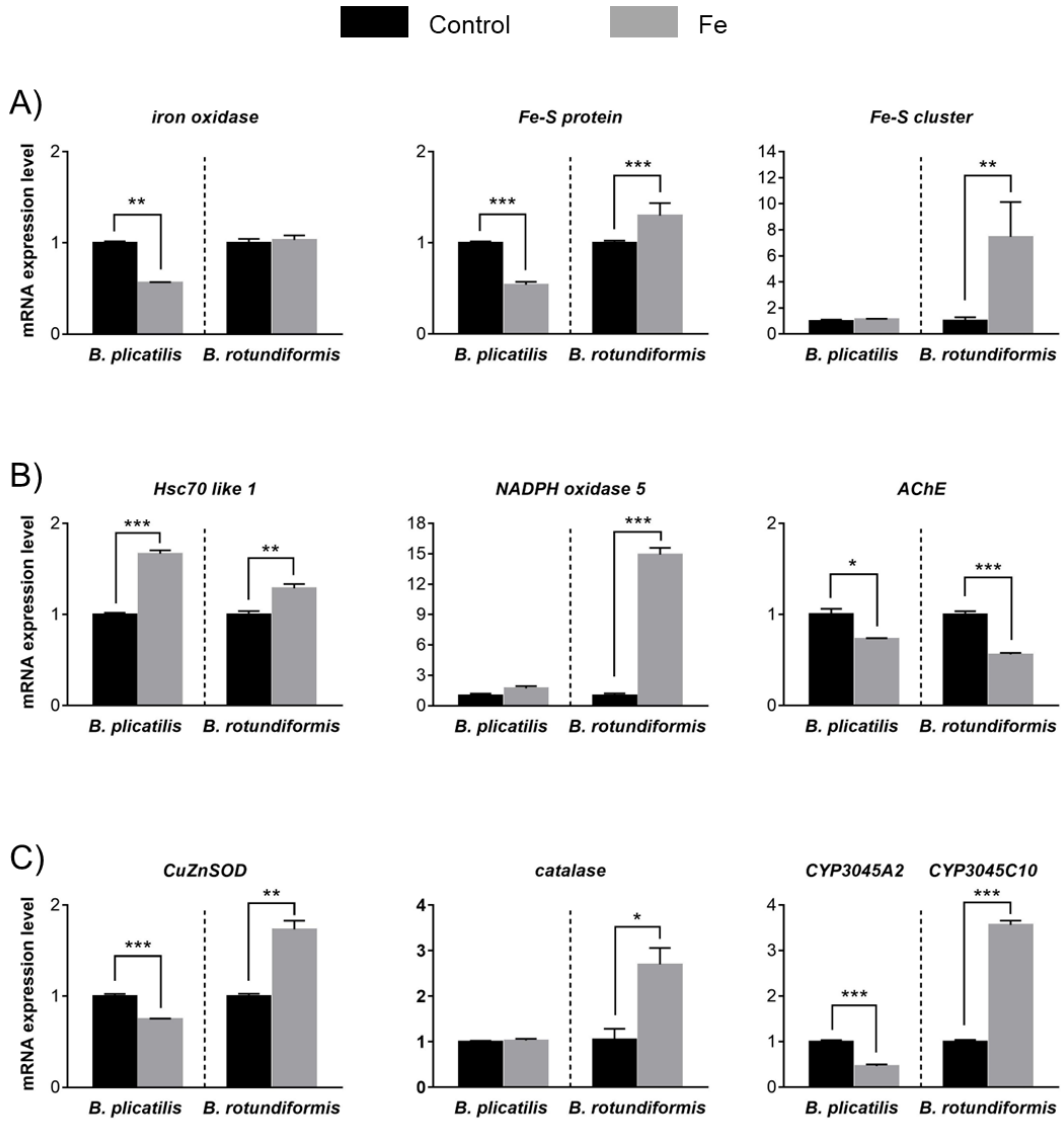 Control Fe
A)
iron oxidase Fe-S protein Fe-S cluster
mRNA expression level
2
1
0
**
B. plicatilis B. rotundiformis
2
1
0
***
***
B. plicatilis B. rotundiformis
14
12
10
8
6
4
2
0
**
B. plicatilis B. rotundiformis
B)
Hsc70 like 1 NADPH oxidase 5 AChE
mRNA expression level
2
1
0
***
**
B. plicatilis B. rotundiformis
18
15
12
9
6
3
0
***
B. plicatilis B. rotundiformis
2
1
0
*
***
B. plicatilis B. rotundiformis
C)
CuZnSOD catalase CYP3045A2 CYP3045C10
mRNA expression level
2
1
0
***
**
B. plicatilis B. rotundiformis
4
3
2
1
0
*
B. plicatilis B. rotundiformis
4
3
2
1
0
***
***
B. plicatilis B. rotundiformis